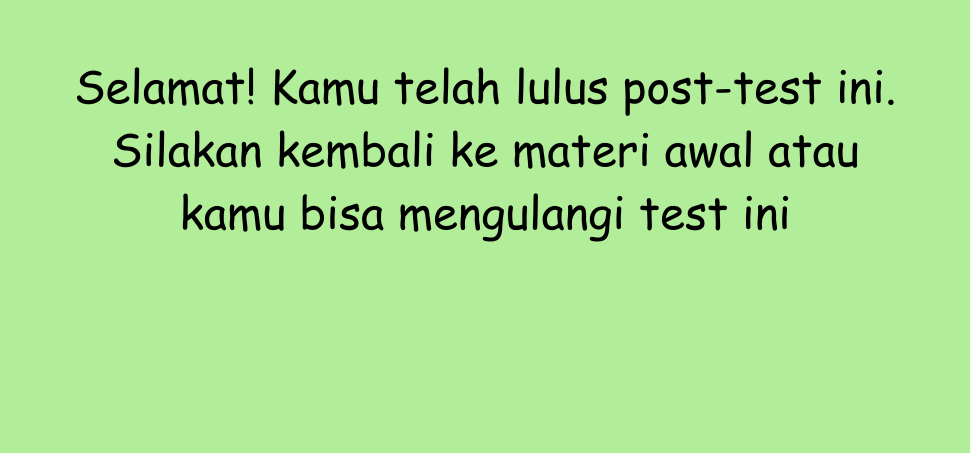 Selamat! Kamu telah lulus post-test ini.
Silakan kembali ke materi awal atau
kamu bisa mengulangi test ini